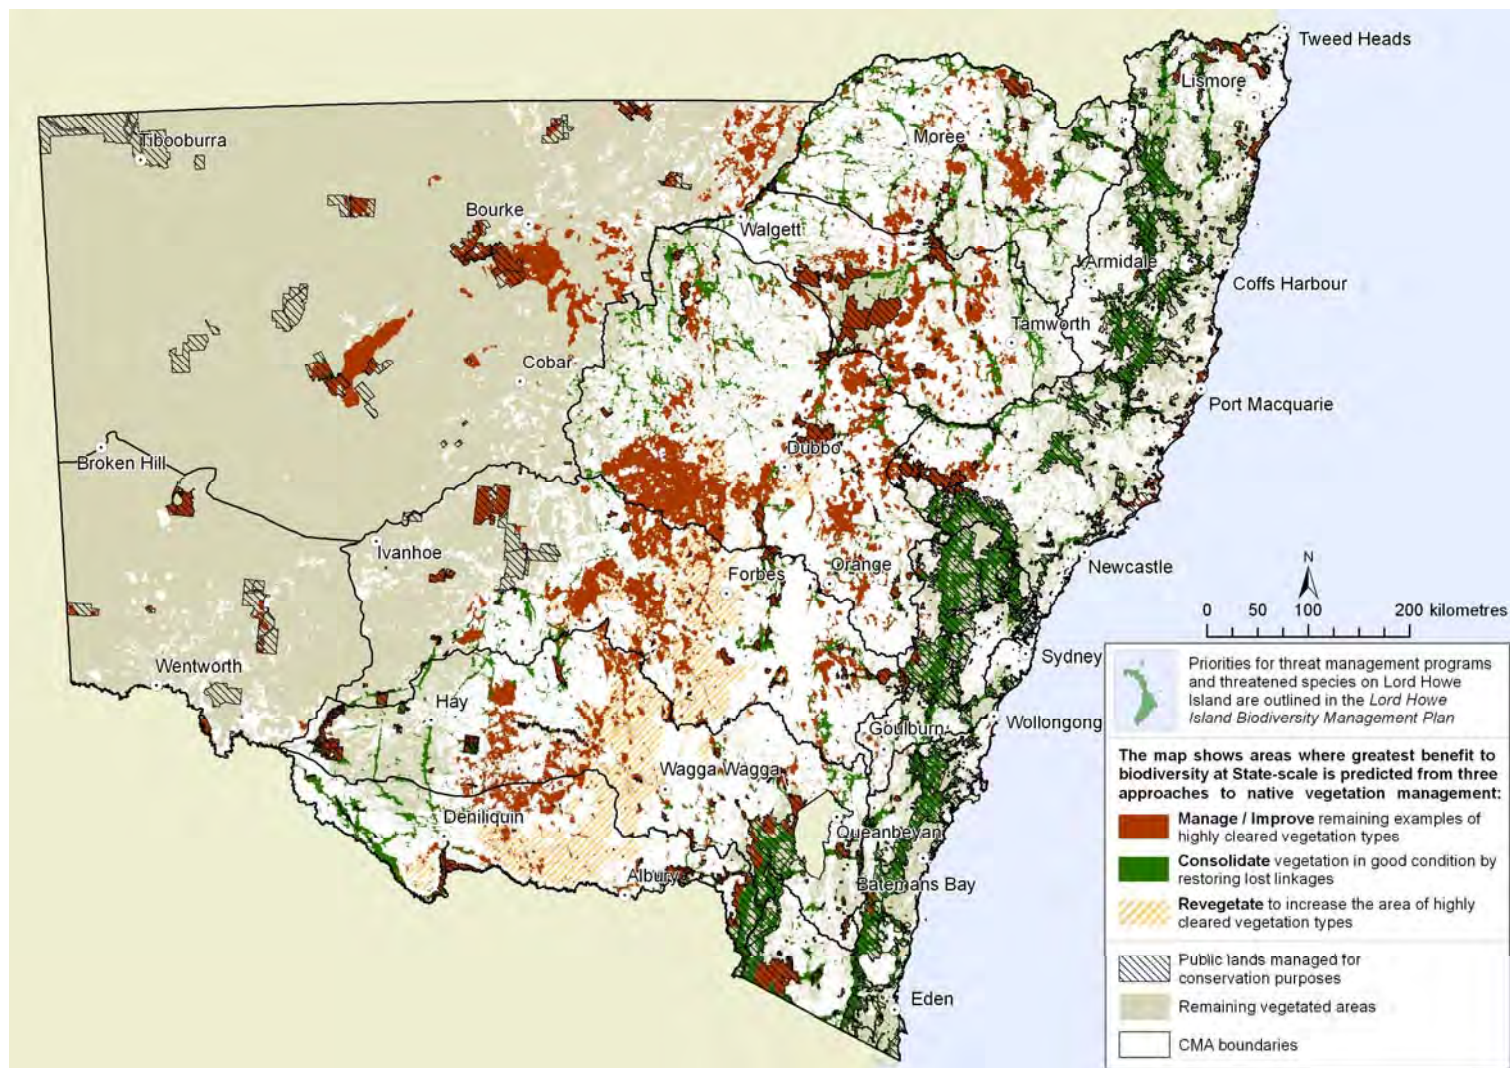 Tweed Heads
Lismore
Tibooburra
Moree
Bourke
Walgett
Armidale
Coffs Harbour
Tamworth
Cobar
Port Macquarie
Dubbo
Broken Hill
Ivanhoe
Newcastle
Forbes
Orange
N
0 50 100 200 kilometres
Sydney
Wentworth
Hay
Goulburn
Wollongong
Wagga Wagga
Deniliquin
Queanbeyan
Albury
Batemans Bay
Eden
Priorities for threat management programs
and threatened species on Lord Howe
Island are outlined in the Lord Howe
Island Biodiversity Management Plan
The map shows areas where greatest benefit to
biodiversity at State-scale is predicted from three
approaches to native vegetation management:
Manage / Improve remaining examples of
highly cleared vegetation types
Consolidate vegetation in good condition by
restoring lost linkages
Revegetate to increase the area of highly
cleared vegetation types
Public lands managed for
conservation purposes
Remaining vegetated areas
CMA boundaries